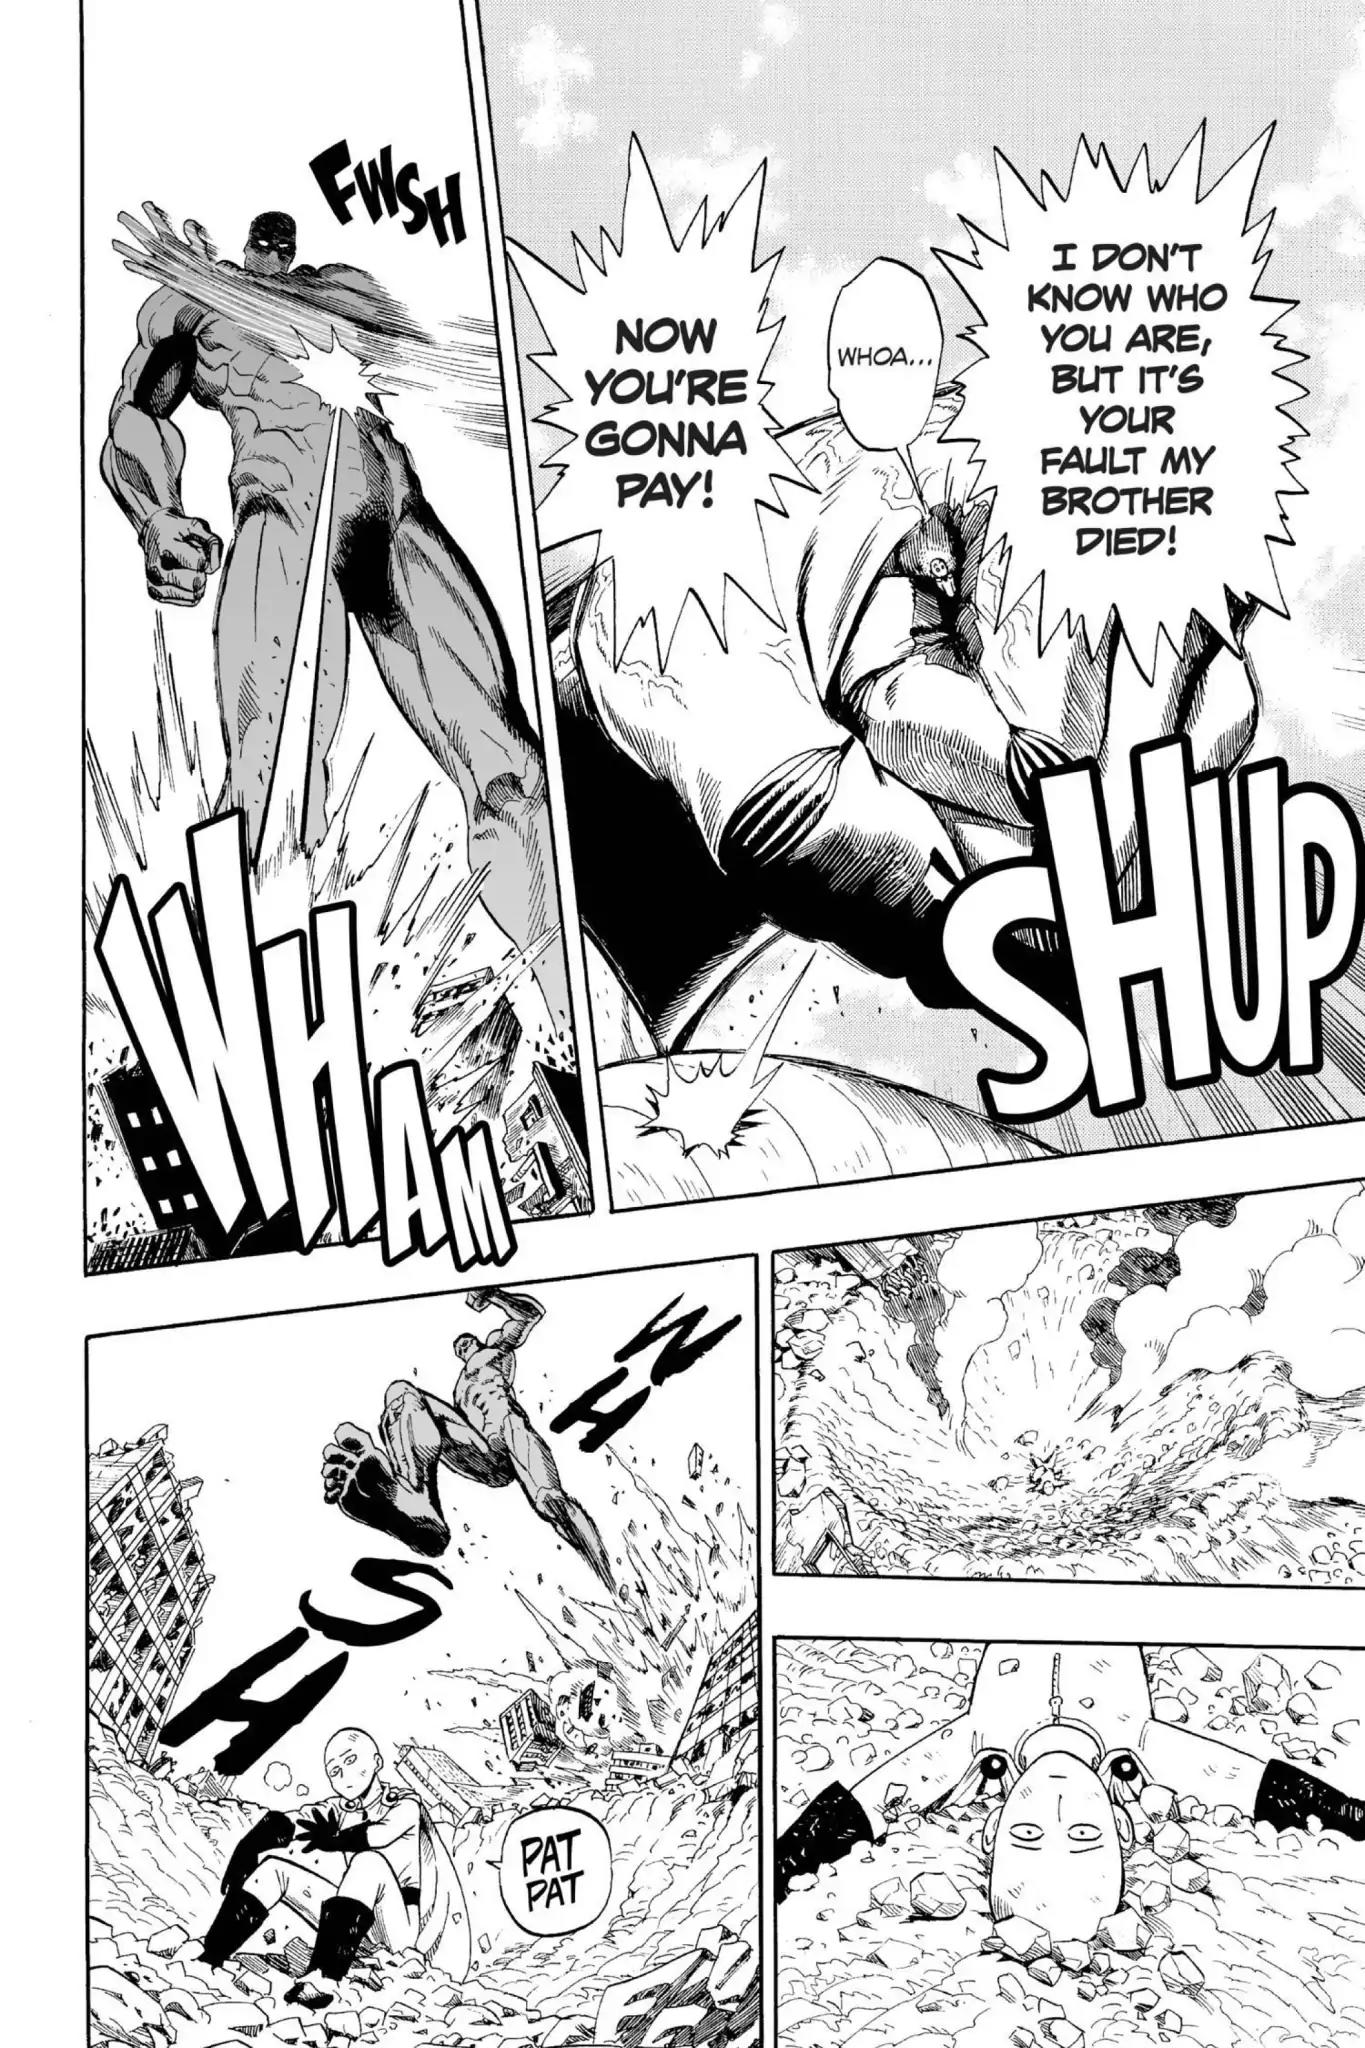 I DON'T
KNOW WHO
YOU ARE,
BUT IT'S
YOUR
FAULT MY
BROTHER
DIED!
WHOA...
NOW
YOU'RE
GONNA
PAY!
SHUP
FWSH
WHAM
HSHZ
PAT
PAT